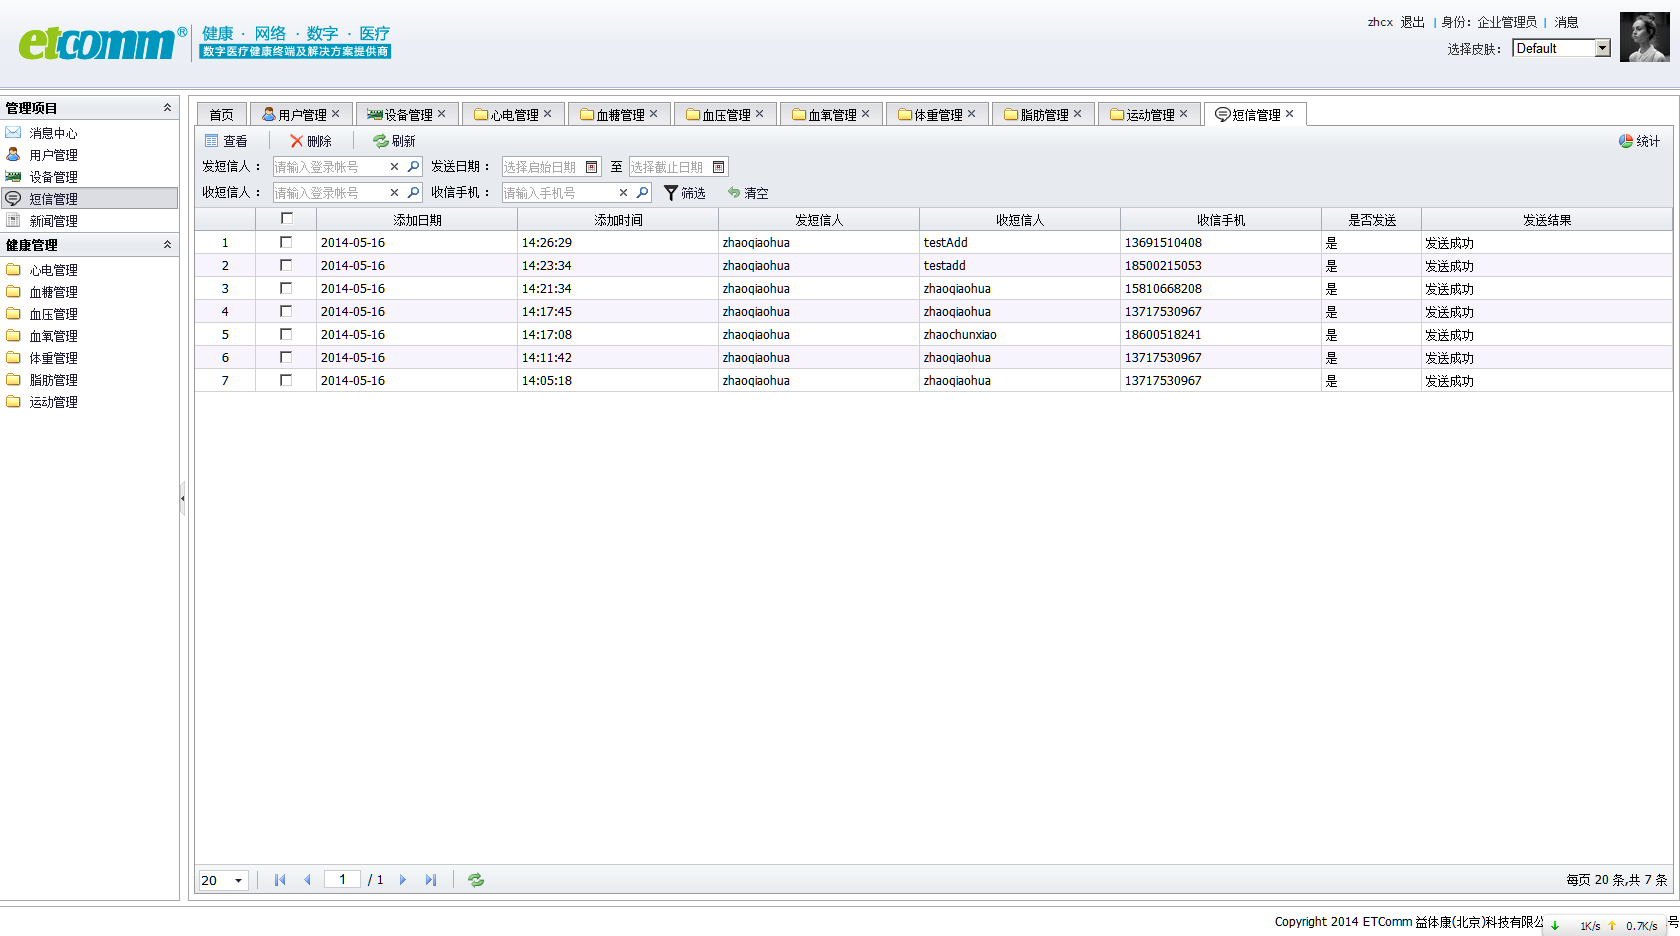 etcomm®
健康 · 网络 · 数字 · 医疗
数字医疗健康终端及解决方案提供商
zhcx 退出 | 身份：企业管理员 | 消息
选择皮肤： Default
管理项目
消息中心
用户管理
设备管理
短信管理
新闻管理
健康管理
心电管理
血糖管理
血压管理
血氧管理
体重管理
脂肪管理
运动管理
首页 用户管理 设备管理 心电管理 血糖管理 血压管理 血氧管理 体重管理 脂肪管理 运动管理 短信管理
查看 删除 刷新 统计
发短信人： 请输入登录帐号 发送日期： 选择启始日期 至 选择截止日期
收短信人： 请输入登录帐号 收信手机： 请输入手机号 筛选 清空
添加日期 添加时间 发短信人 收短信人 收信手机 是否发送 发送结果
1 2014-05-16 14:26:29 zhaoqiaohua testAdd 13691510408 是 发送成功
2 2014-05-16 14:23:34 zhaoqiaohua testadd 18500215053 是 发送成功
3 2014-05-16 14:21:34 zhaoqiaohua zhaoqiaohua 15810668208 是 发送成功
4 2014-05-16 14:17:45 zhaoqiaohua zhaoqiaohua 13717530967 是 发送成功
5 2014-05-16 14:17:08 zhaoqiaohua zhaochunxiao 18600518241 是 发送成功
6 2014-05-16 14:11:42 zhaoqiaohua zhaoqiaohua 13717530967 是 发送成功
7 2014-05-16 14:05:18 zhaoqiaohua zhaoqiaohua 13717530967 是 发送成功
20 1 / 1 每页 20 条,共 7 条
Copyright 2014 ETComm 益体康(北京)科技有限公 号
1K/s 0.7K/s